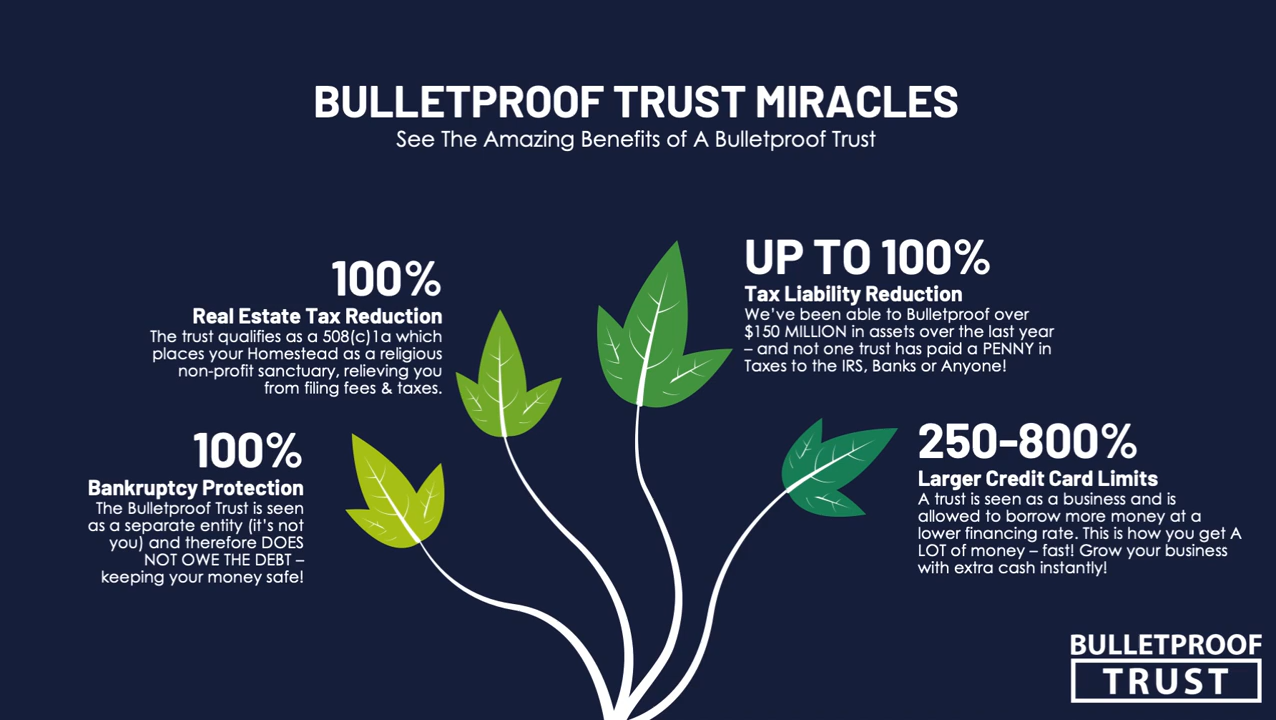 BULLETPROOF TRUST MIRACLES
See The Amazing Benefits of A Bulletproof Trust
100%
Real Estate Tax Reduction
The trust qualifies as a 508(c)1a which
places your Homestead as a religious
non-profit sanctuary, relieving you
from filing fees & taxes.
UP TO 100%
Tax Liability Reduction
We've been able to Bulletproof over
$150 MILLION in assets over the last year
– and not one trust has paid a PENNY in
Taxes to the IRS, Banks or Anyone!
100%
Bankruptcy Protection
The Bulletproof Trust is seen
as a separate entity (it's not
you) and therefore DOES
NOT OWE THE DEBT –
keeping your money safe!
250-800%
Larger Credit Card Limits
A trust is seen as a business and is
allowed to borrow more money at a
lower financing rate. This is how you get A
LOT of money – fast! Grow your business
with extra cash instantly!
BULLETPROOF
TRUST